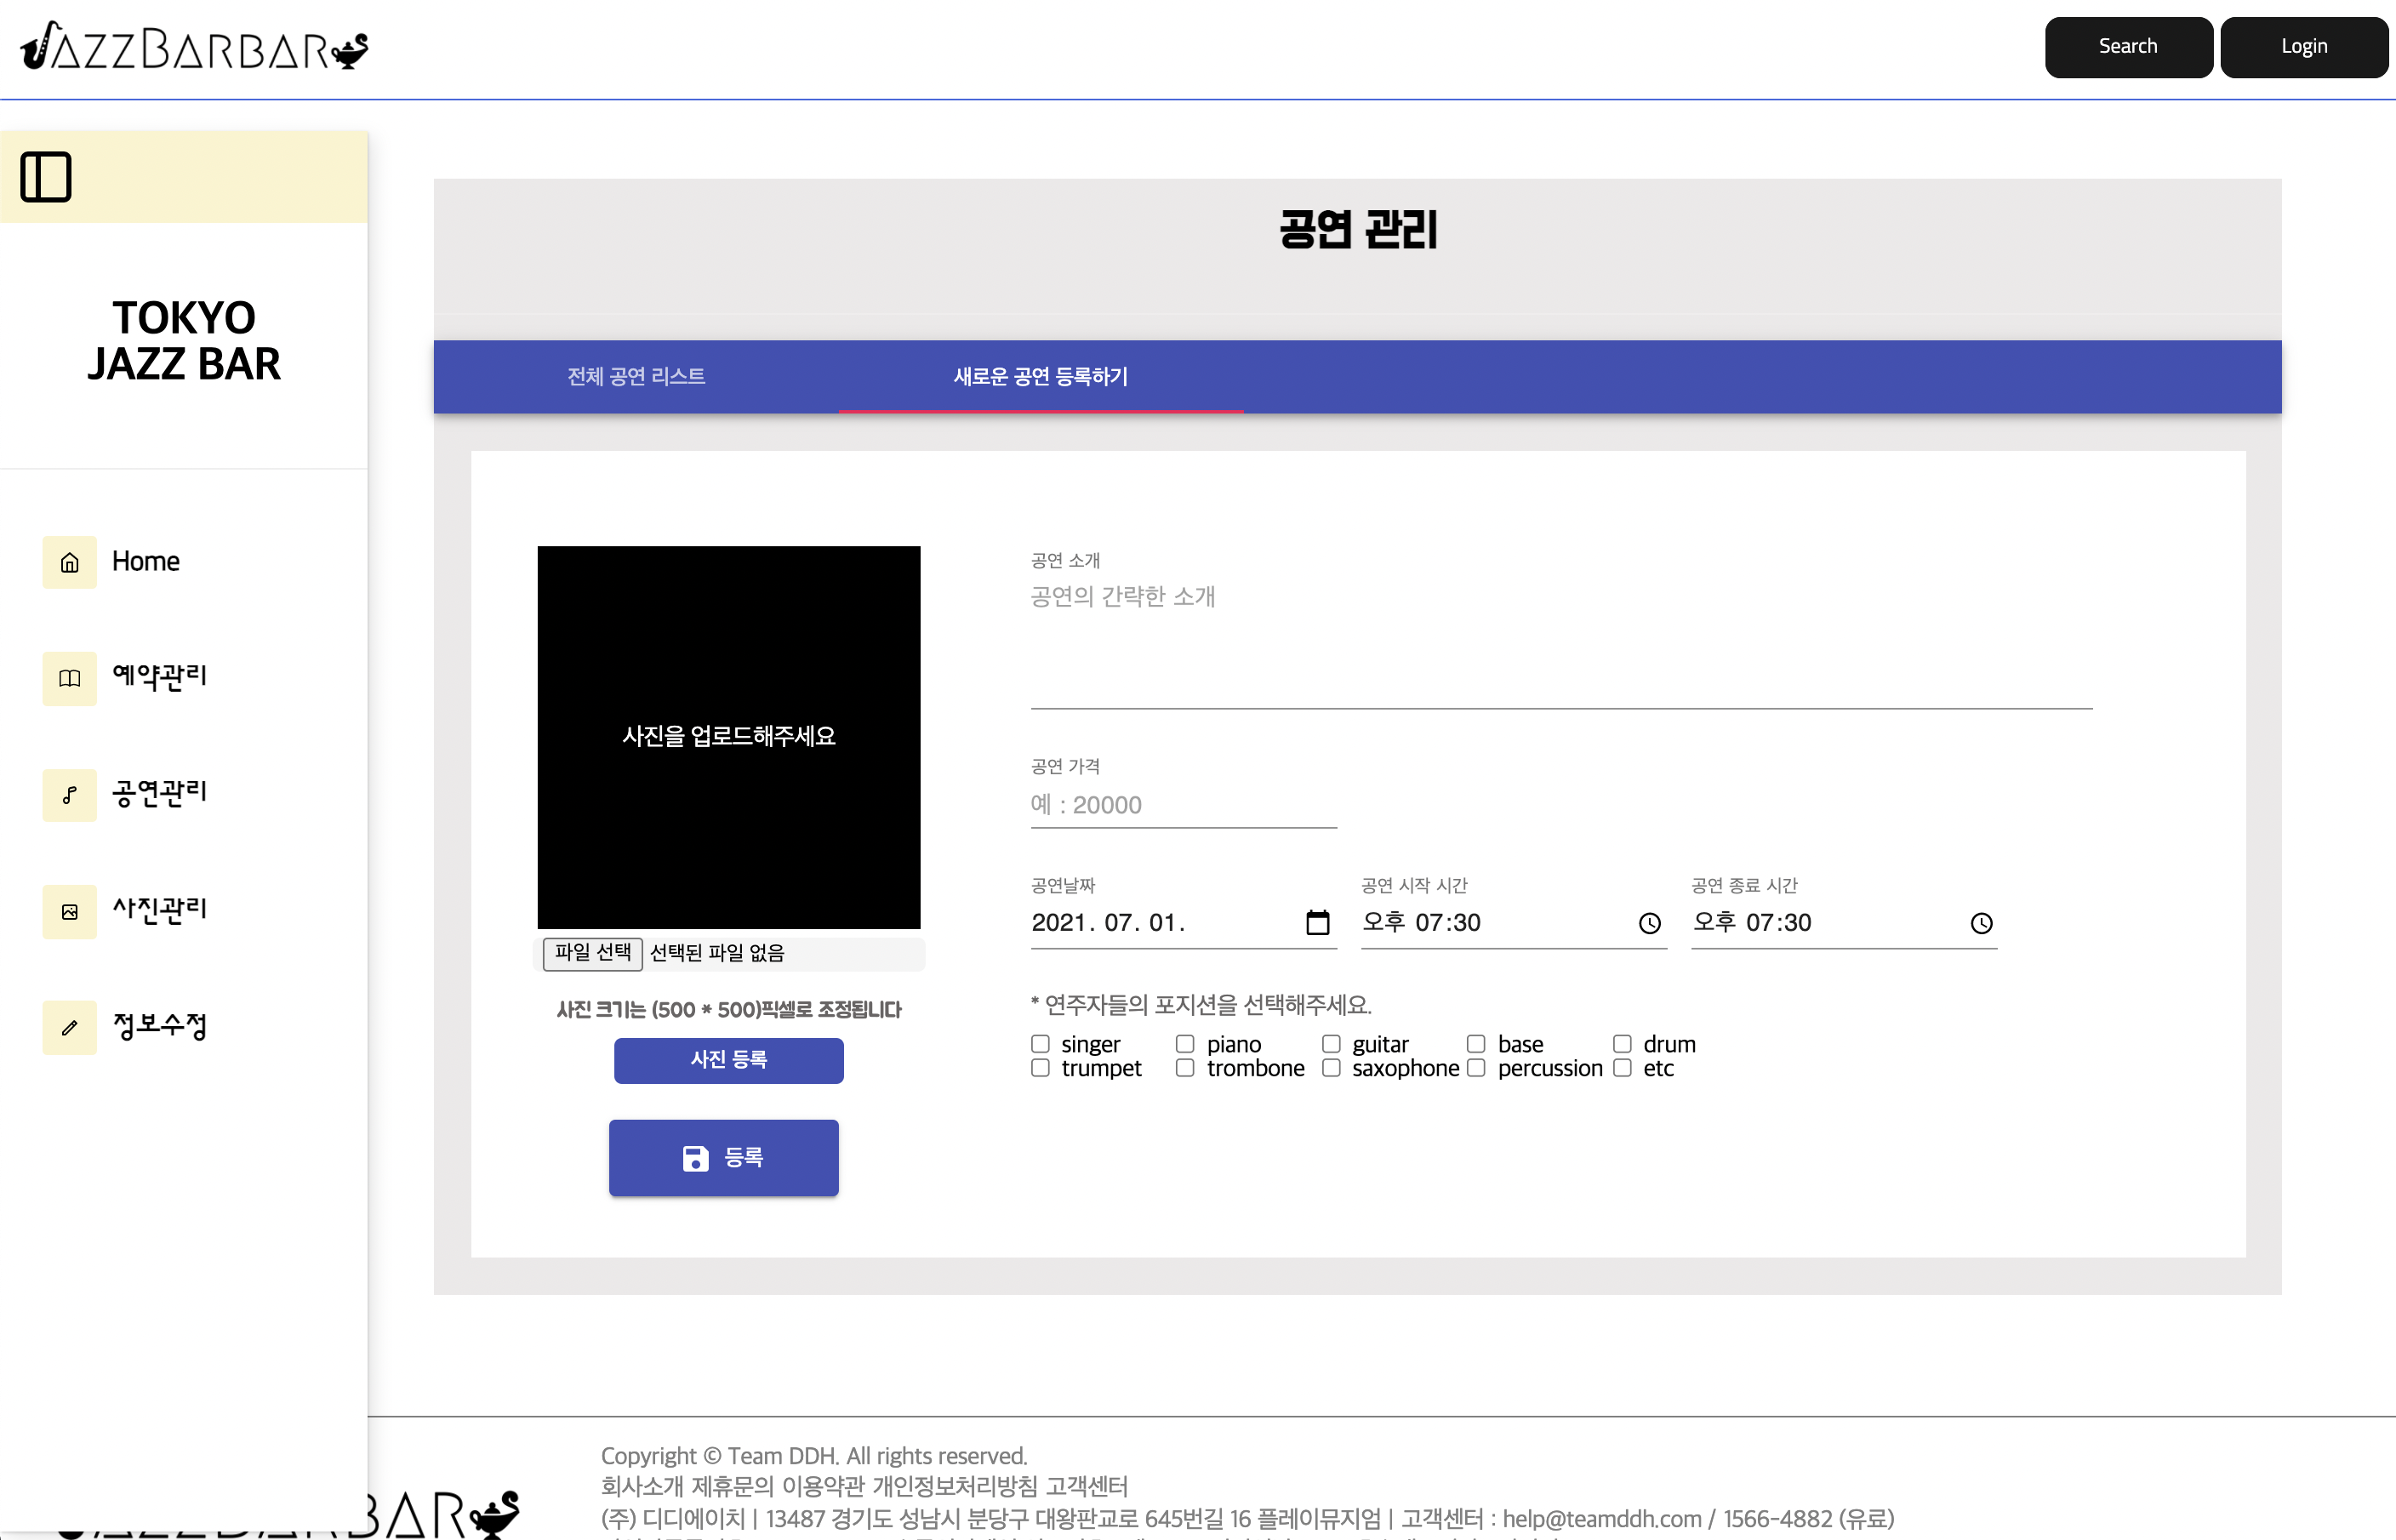 JAZZBARBAR
Search
Login
TOKYO
JAZZ BAR
Home
예약관리
공연관리
사진관리
정보수정
공연 관리
전체 공연 리스트
새로운 공연 등록하기
사진을 업로드해주세요
파일 선택 선택된 파일 없음
사진 크기는 (500 * 500)픽셀로 조정됩니다
사진 등록
등록
공연 소개
공연의 간략한 소개
공연 가격
예 : 20000
공연날짜
2021. 07. 01.
공연 시작 시간
오후 07:30
공연 종료 시간
오후 07:30
* 연주자들의 포지션을 선택해주세요.
singer piano guitar base drum
trumpet trombone saxophone percussion etc
Copyright © Team DDH. All rights reserved.
회사소개 제휴문의 이용약관 개인정보처리방침 고객센터
(주) 디디에이치 | 13487 경기도 성남시 분당구 대왕판교로 645번길 16 플레이뮤지엄 | 고객센터 : help@teamddh.com / 1566-4882 (유료)